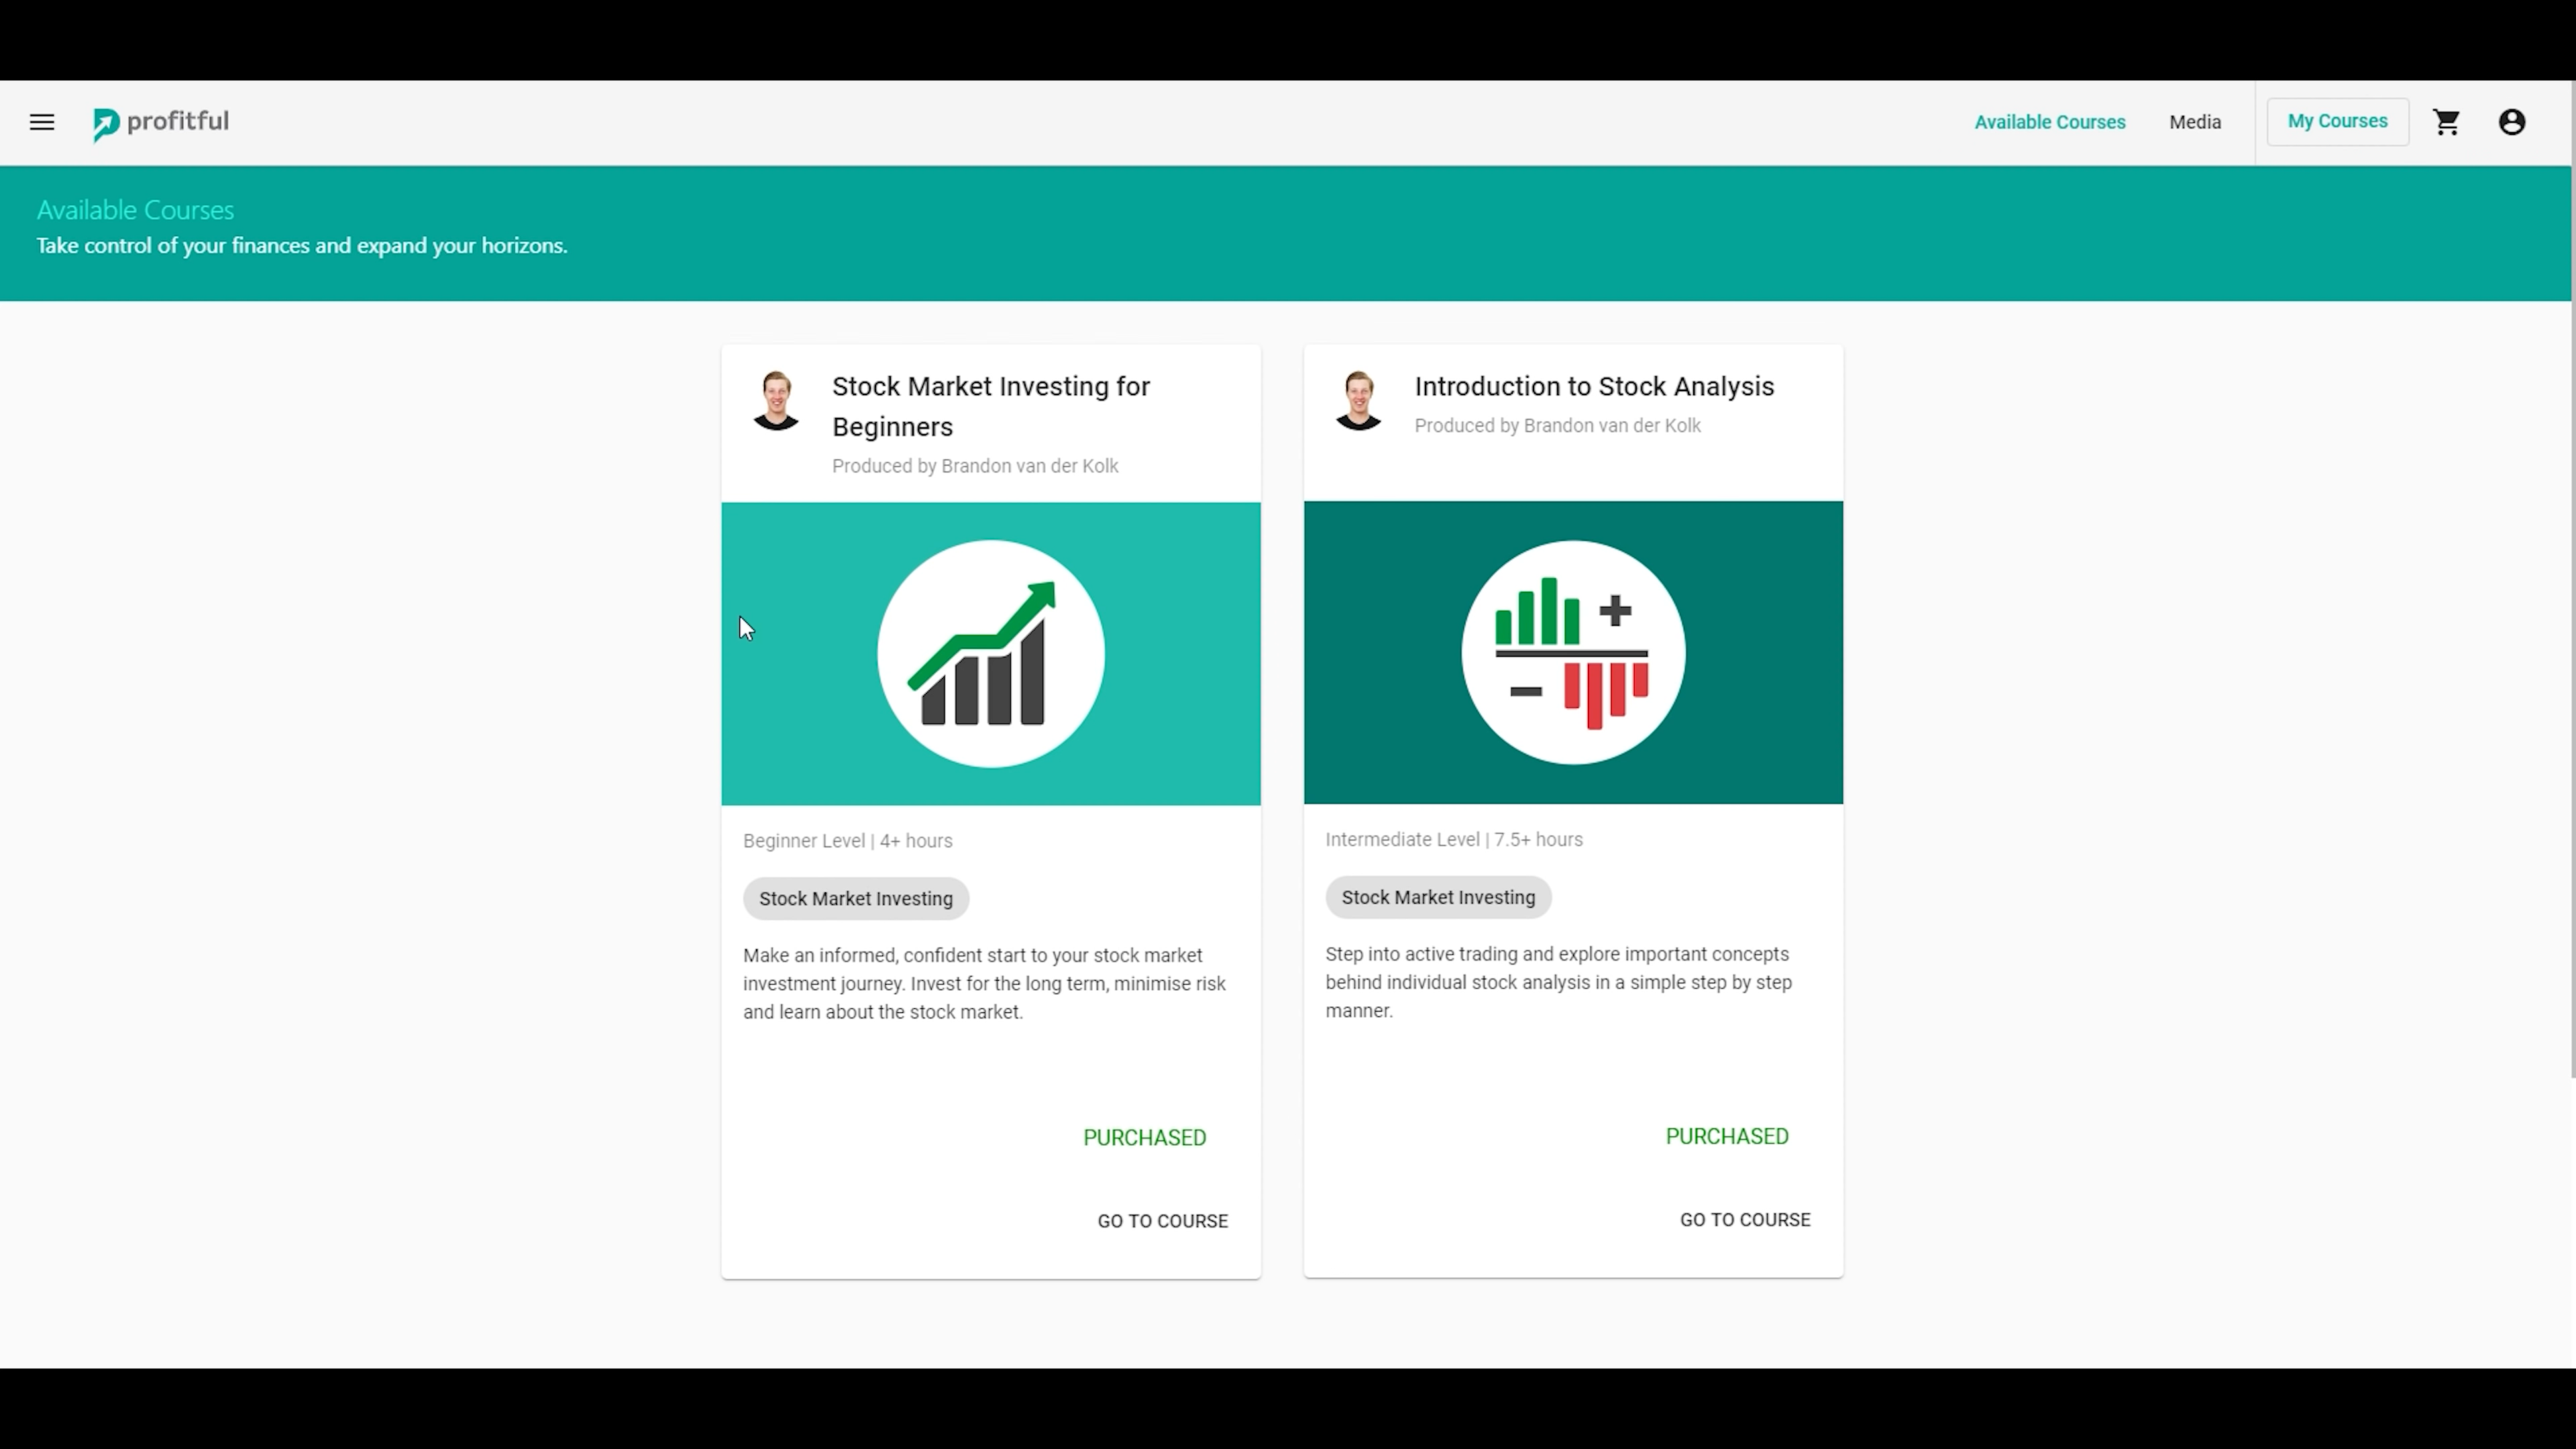 profitful
Available Courses
Media
My Courses
Available Courses
Take control of your finances and expand your horizons.
Stock Market Investing for
Beginners
Produced by Brandon van der Kolk
Beginner Level | 4+ hours
Stock Market Investing
Make an informed, confident start to your stock market
investment journey. Invest for the long term, minimise risk
and learn about the stock market.
PURCHASED
GO TO COURSE
Introduction to Stock Analysis
Produced by Brandon van der Kolk
Intermediate Level | 7.5+ hours
Stock Market Investing
Step into active trading and explore important concepts
behind individual stock analysis in a simple step by step
manner.
PURCHASED
GO TO COURSE